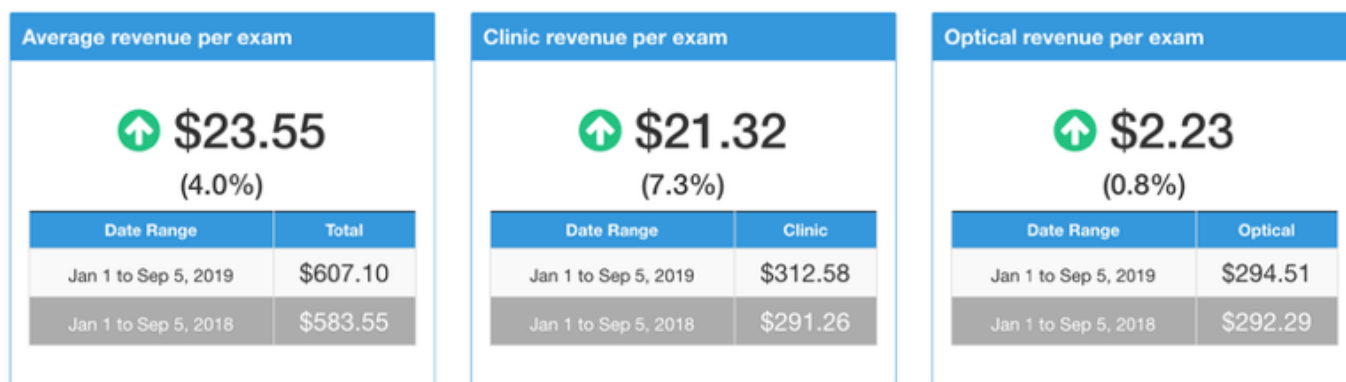 Average revenue per exam
$23.55
(4.0%)
Date Range Total
Jan 1 to Sep 5, 2019 $607.10
Jan 1 to Sep 5, 2018 $583.55
Clinic revenue per exam
$21.32
(7.3%)
Date Range Clinic
Jan 1 to Sep 5, 2019 $312.58
Jan 1 to Sep 5, 2018 $291.26
Optical revenue per exam
$2.23
(0.8%)
Date Range Optical
Jan 1 to Sep 5, 2019 $294.51
Jan 1 to Sep 5, 2018 $292.29